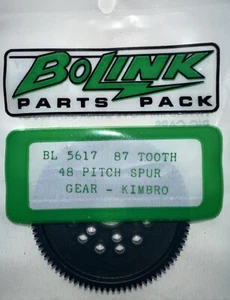 BOLINK
PARTS PACK
BL 5617 87 TOOTH
48 PITCH SPUR
GEAR - KIMBRO